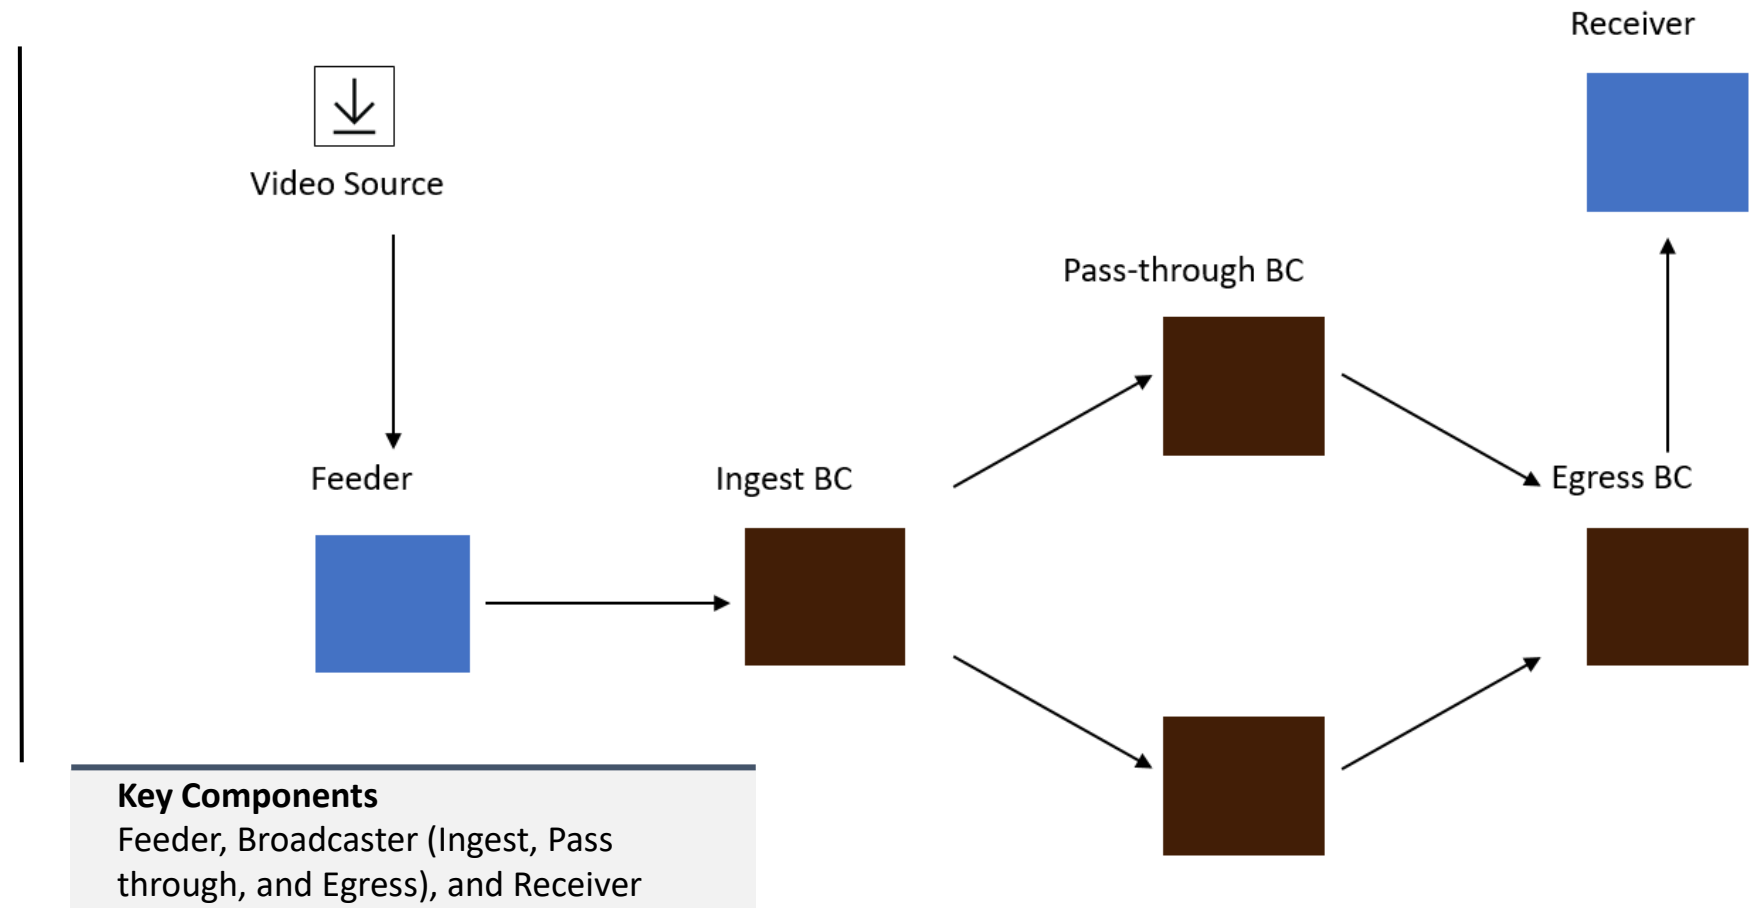 Receiver
Video Source
Pass-through BC
Feeder
Ingest BC
Egress BC
Key Components
Feeder, Broadcaster (Ingest, Pass
through, and Egress), and Receiver